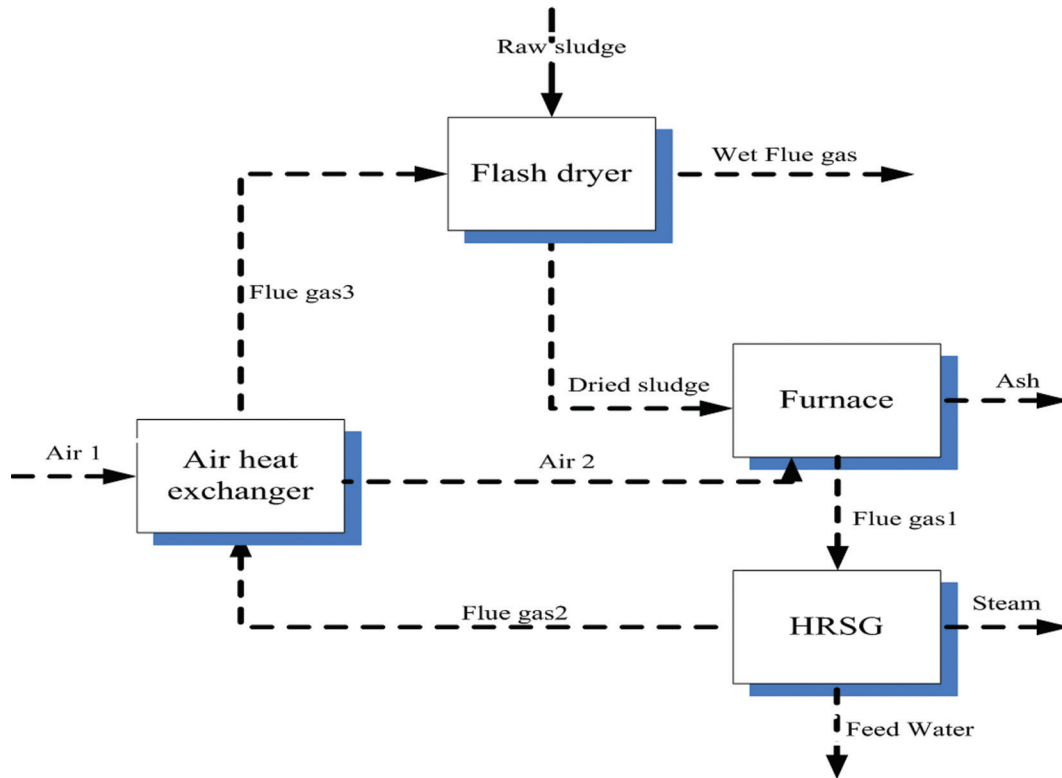 Raw sludge
Flash dryer
Wet Flue gas
Flue gas3
Dried sludge
Furnace
Ash
Air 1
Air heat
exchanger
Air 2
Flue gas1
Flue gas2
HRSG
Steam
Feed Water